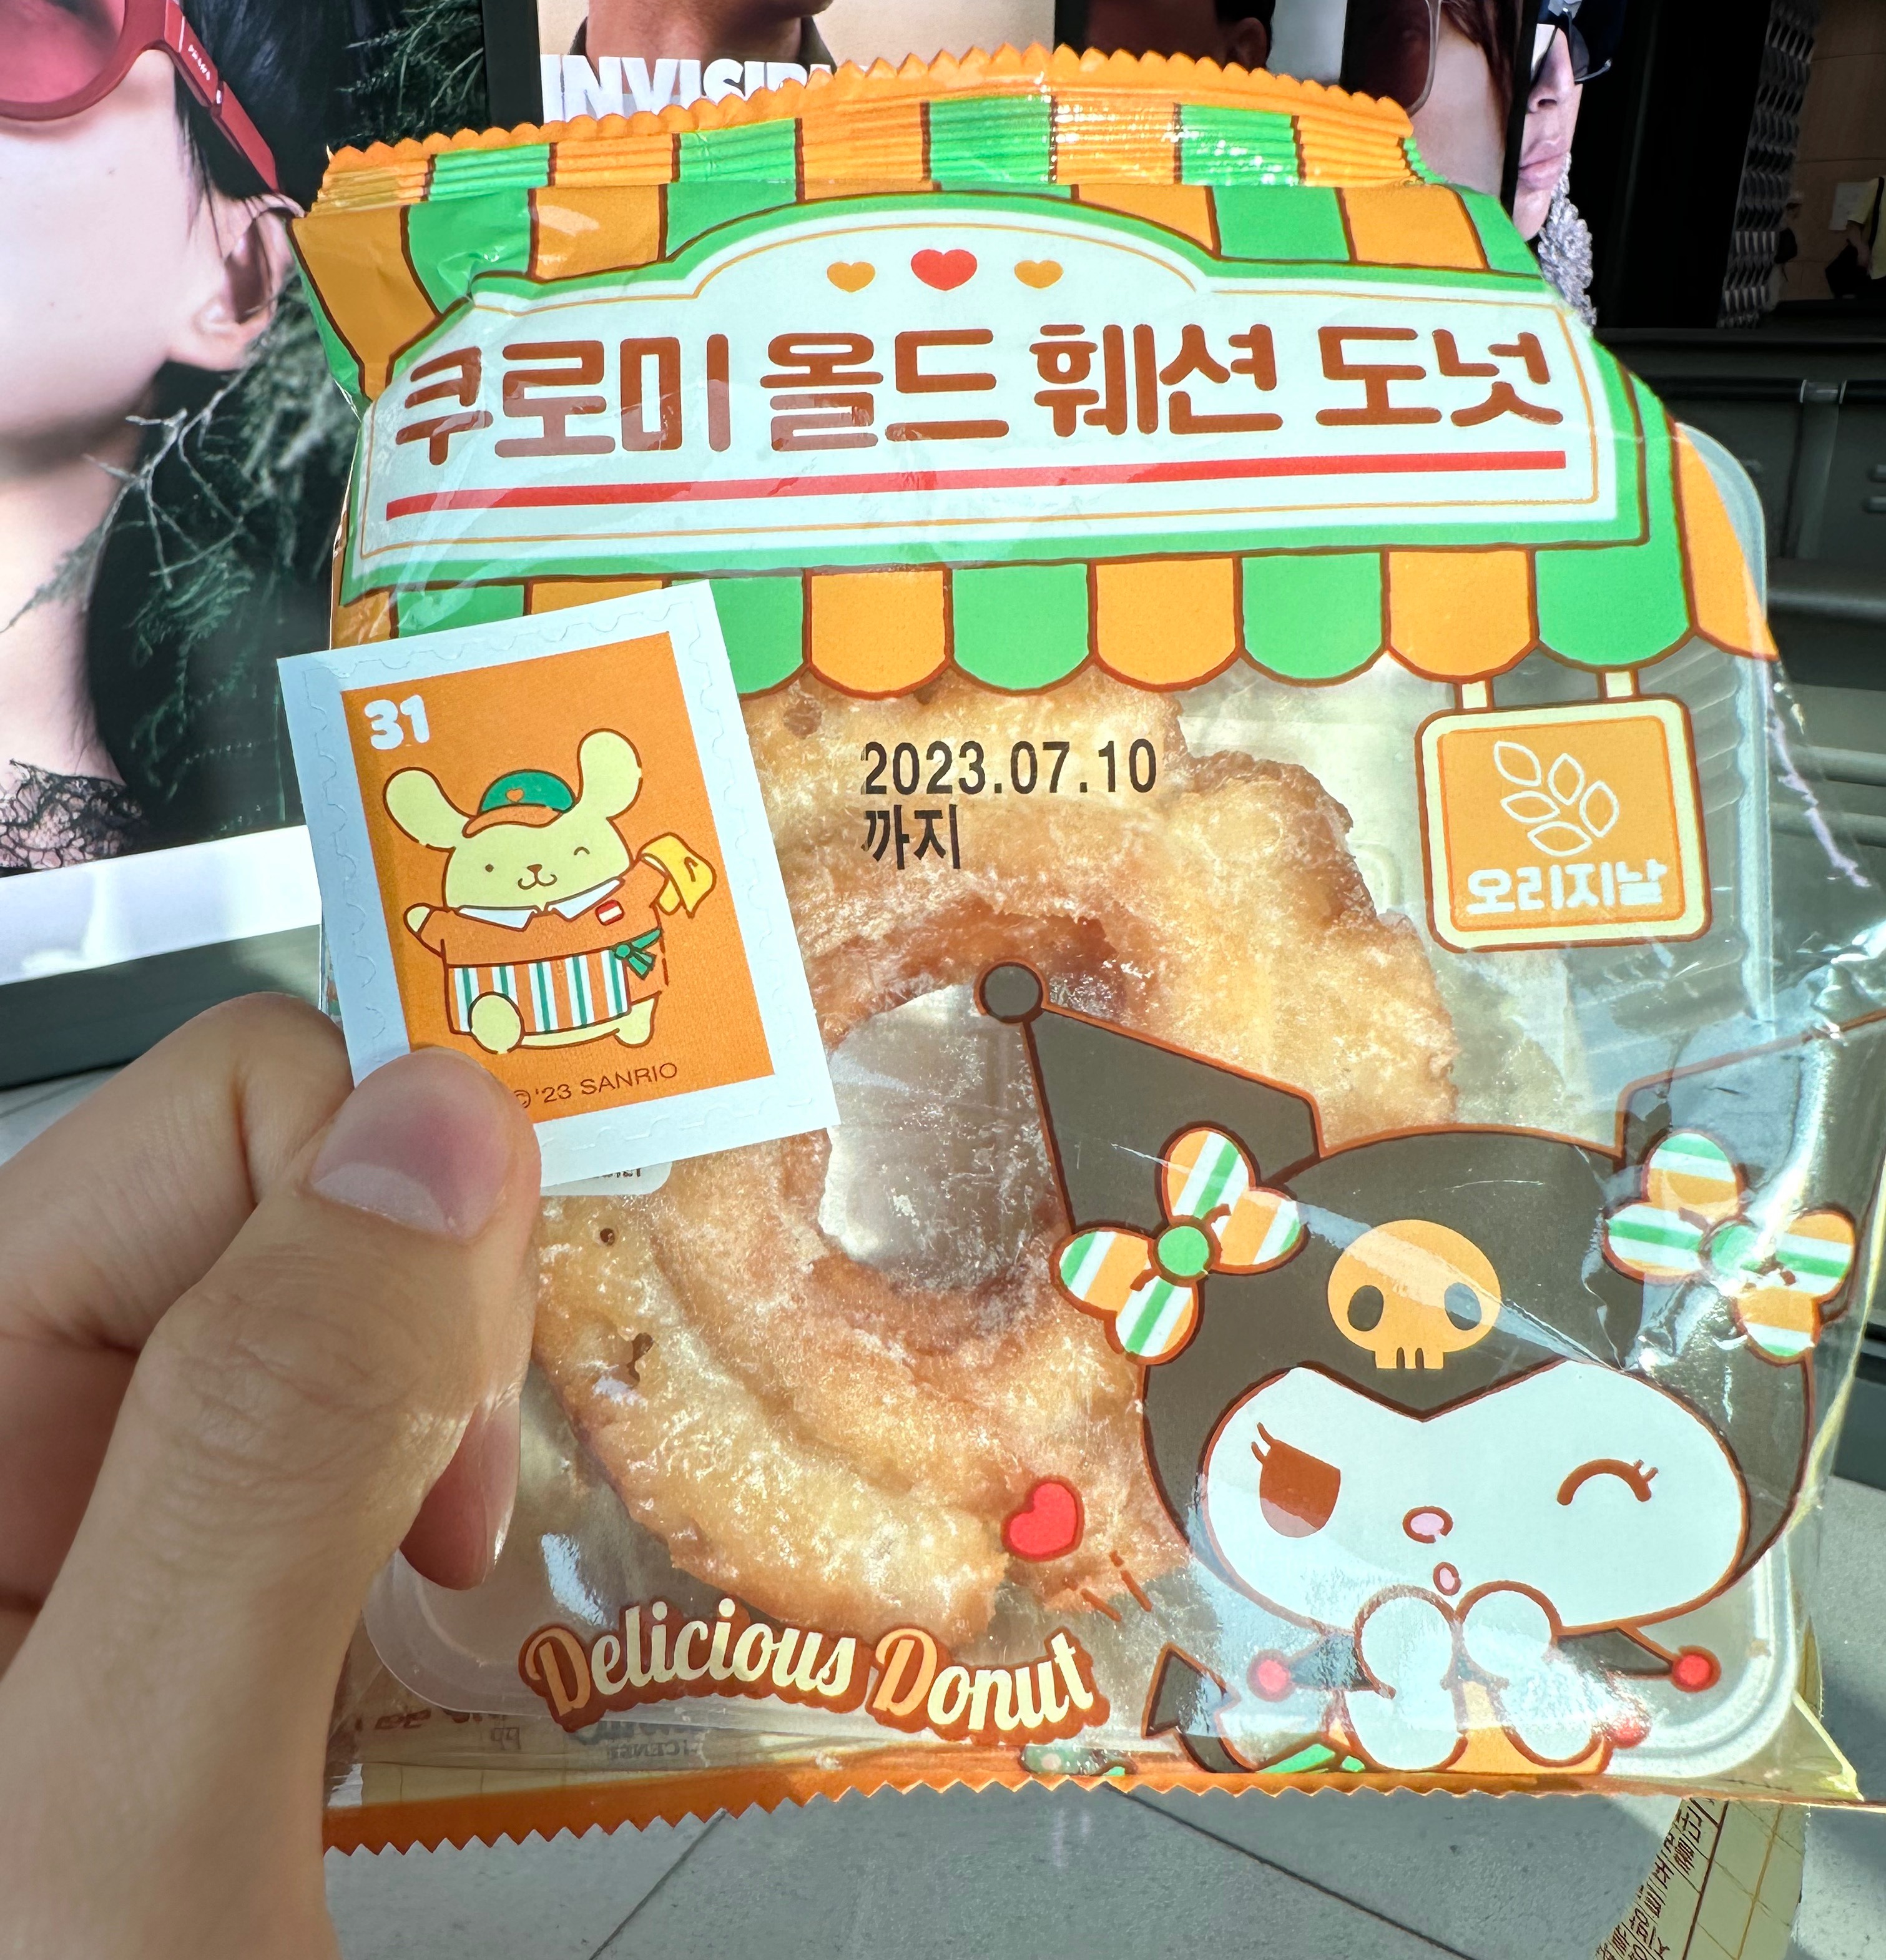 쿠로미 올드 훼션 도넛
31
2023.07.10
까지
오리지날
©'23 SANRIO
Delicious Donut